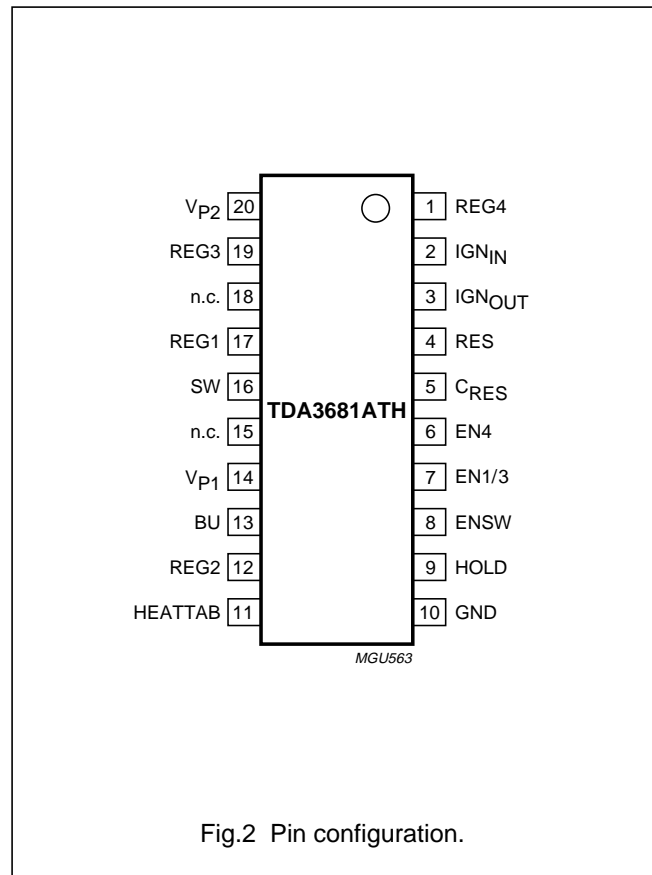 VP2 20 1 REG4
REG3 19 2 IGNIN
n.c. 18 3 IGNOUT
REG1 17 4 RES
SW 16 5 CRES
TDA3681ATH
n.c. 15 6 EN4
VP1 14 7 EN1/3
BU 13 8 ENSW
REG2 12 9 HOLD
HEATTAB 11 10 GND
MGU563
Fig.2 Pin configuration.